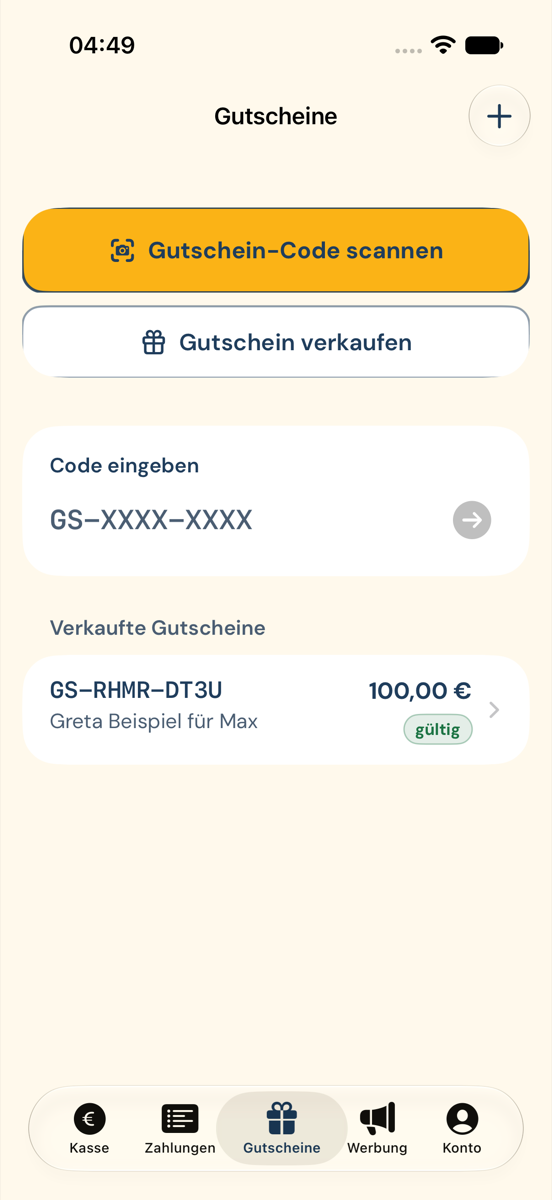 04:49
Gutscheine
Gutschein-Code scannen
Gutschein verkaufen
Code eingeben
GS–XXXX–XXXX
Verkaufte Gutscheine
GS–RHMR–DT3U
100,00 €
Greta Beispiel für Max
gültig
Kasse
Zahlungen
Gutscheine
Werbung
Konto